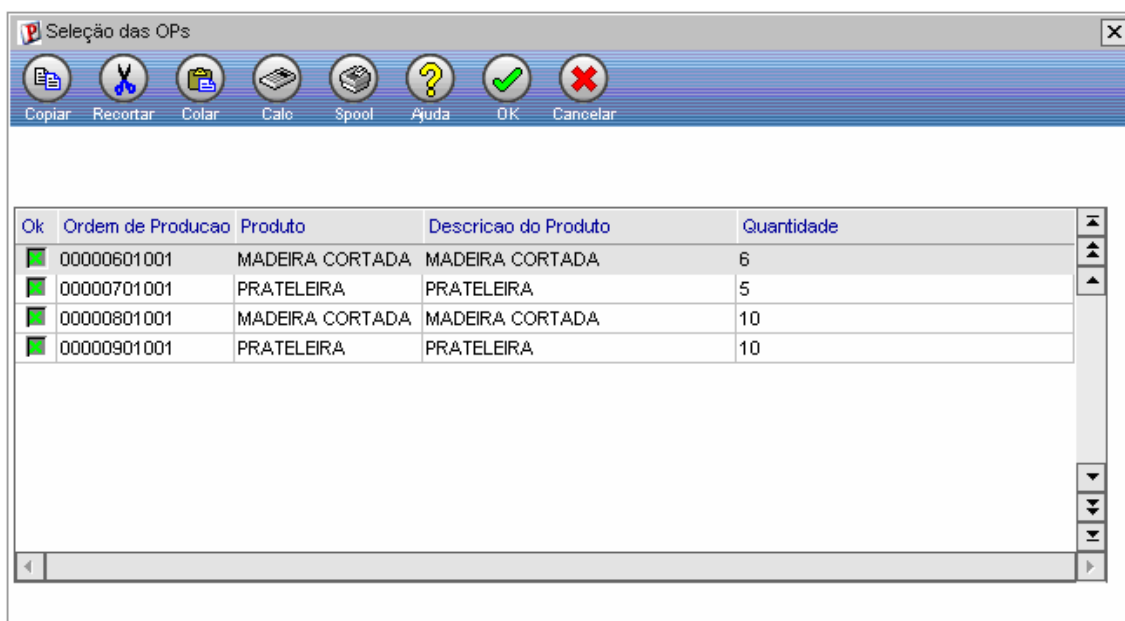 Seleção das OPs
Copiar Recortar Colar Calc Spool Ajuda OK Cancelar
Ok Ordem de Producao Produto Descricao do Produto Quantidade
00000601001 MADEIRA CORTADA MADEIRA CORTADA 6
00000701001 PRATELEIRA PRATELEIRA 5
00000801001 MADEIRA CORTADA MADEIRA CORTADA 10
00000901001 PRATELEIRA PRATELEIRA 10